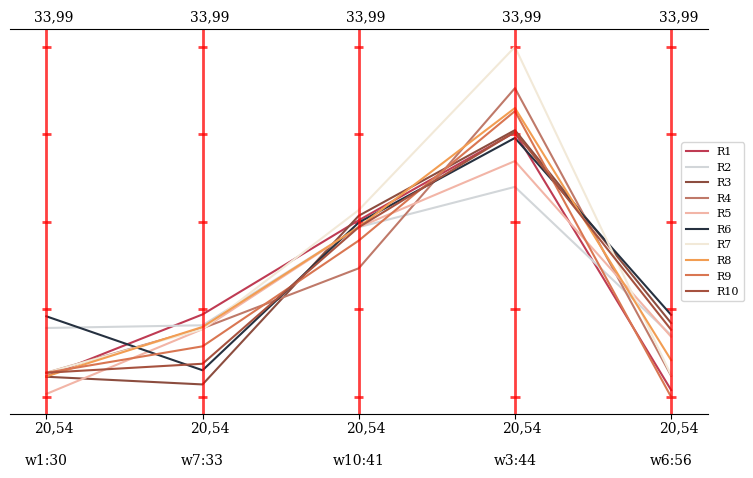 33,99 33,99 33,99 33,99 33,99
R1
R2
R3
R4
R5
R6
R7
R8
R9
R10
20,54 20,54 20,54 20,54 20,54
w1:30 w7:33 w10:41 w3:44 w6:56